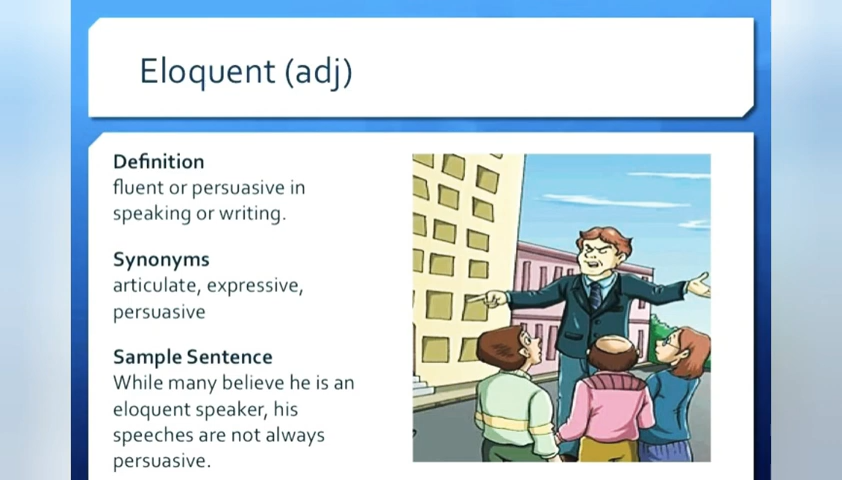 Eloquent (adj)
Definition
fluent or persuasive in
speaking or writing.
Synonyms
articulate, expressive,
persuasive
Sample Sentence
While many believe he is an
eloquent speaker, his
speeches are not always
persuasive.